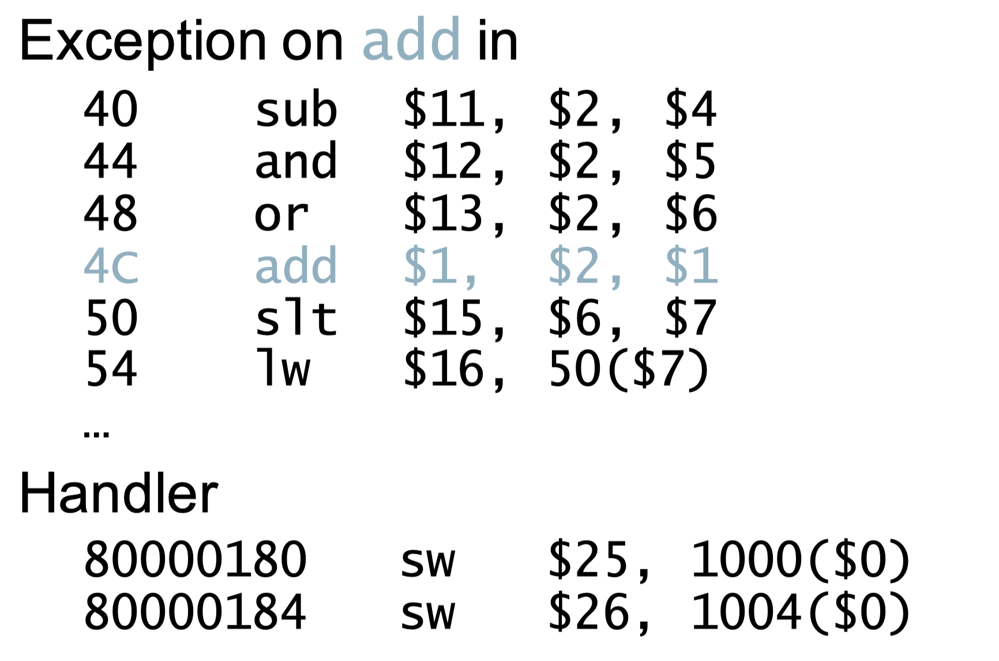 Exception on add in
40 sub $11, $2, $4
44 and $12, $2, $5
48 or $13, $2, $6
4C add $1, $2, $1
50 slt $15, $6, $7
54 lw $16, 50($7)
…
Handler
80000180 sw $25, 1000($0)
80000184 sw $26, 1004($0)